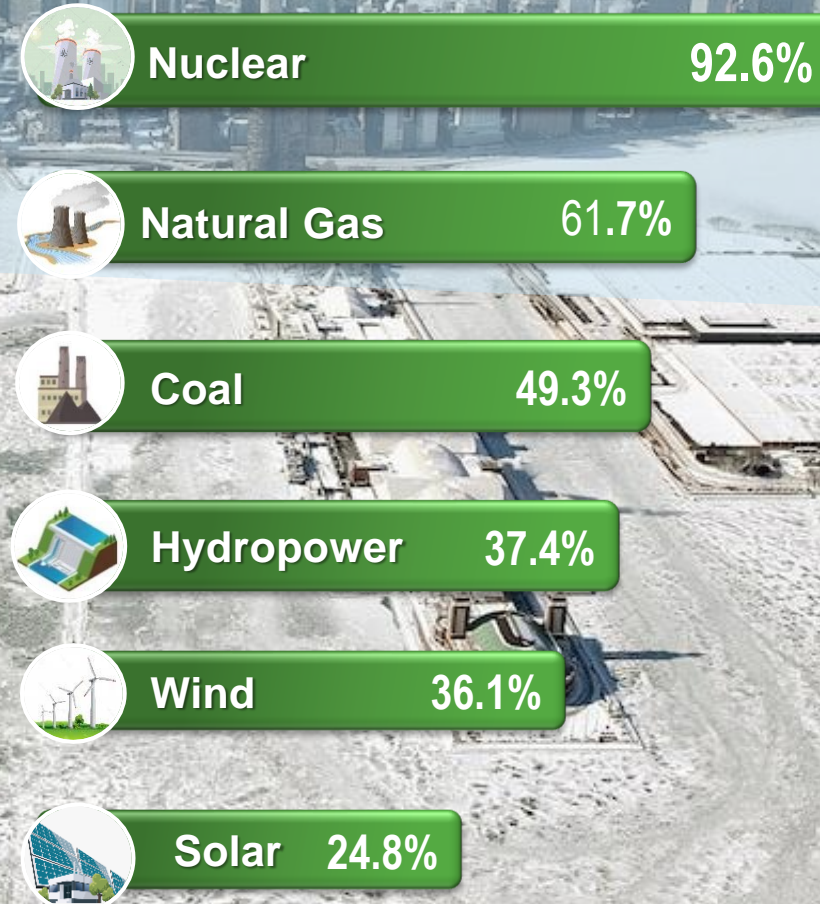 Nuclear 92.6%
Natural Gas 61.7%
Coal 49.3%
Hydropower 37.4%
Wind 36.1%
Solar 24.8%